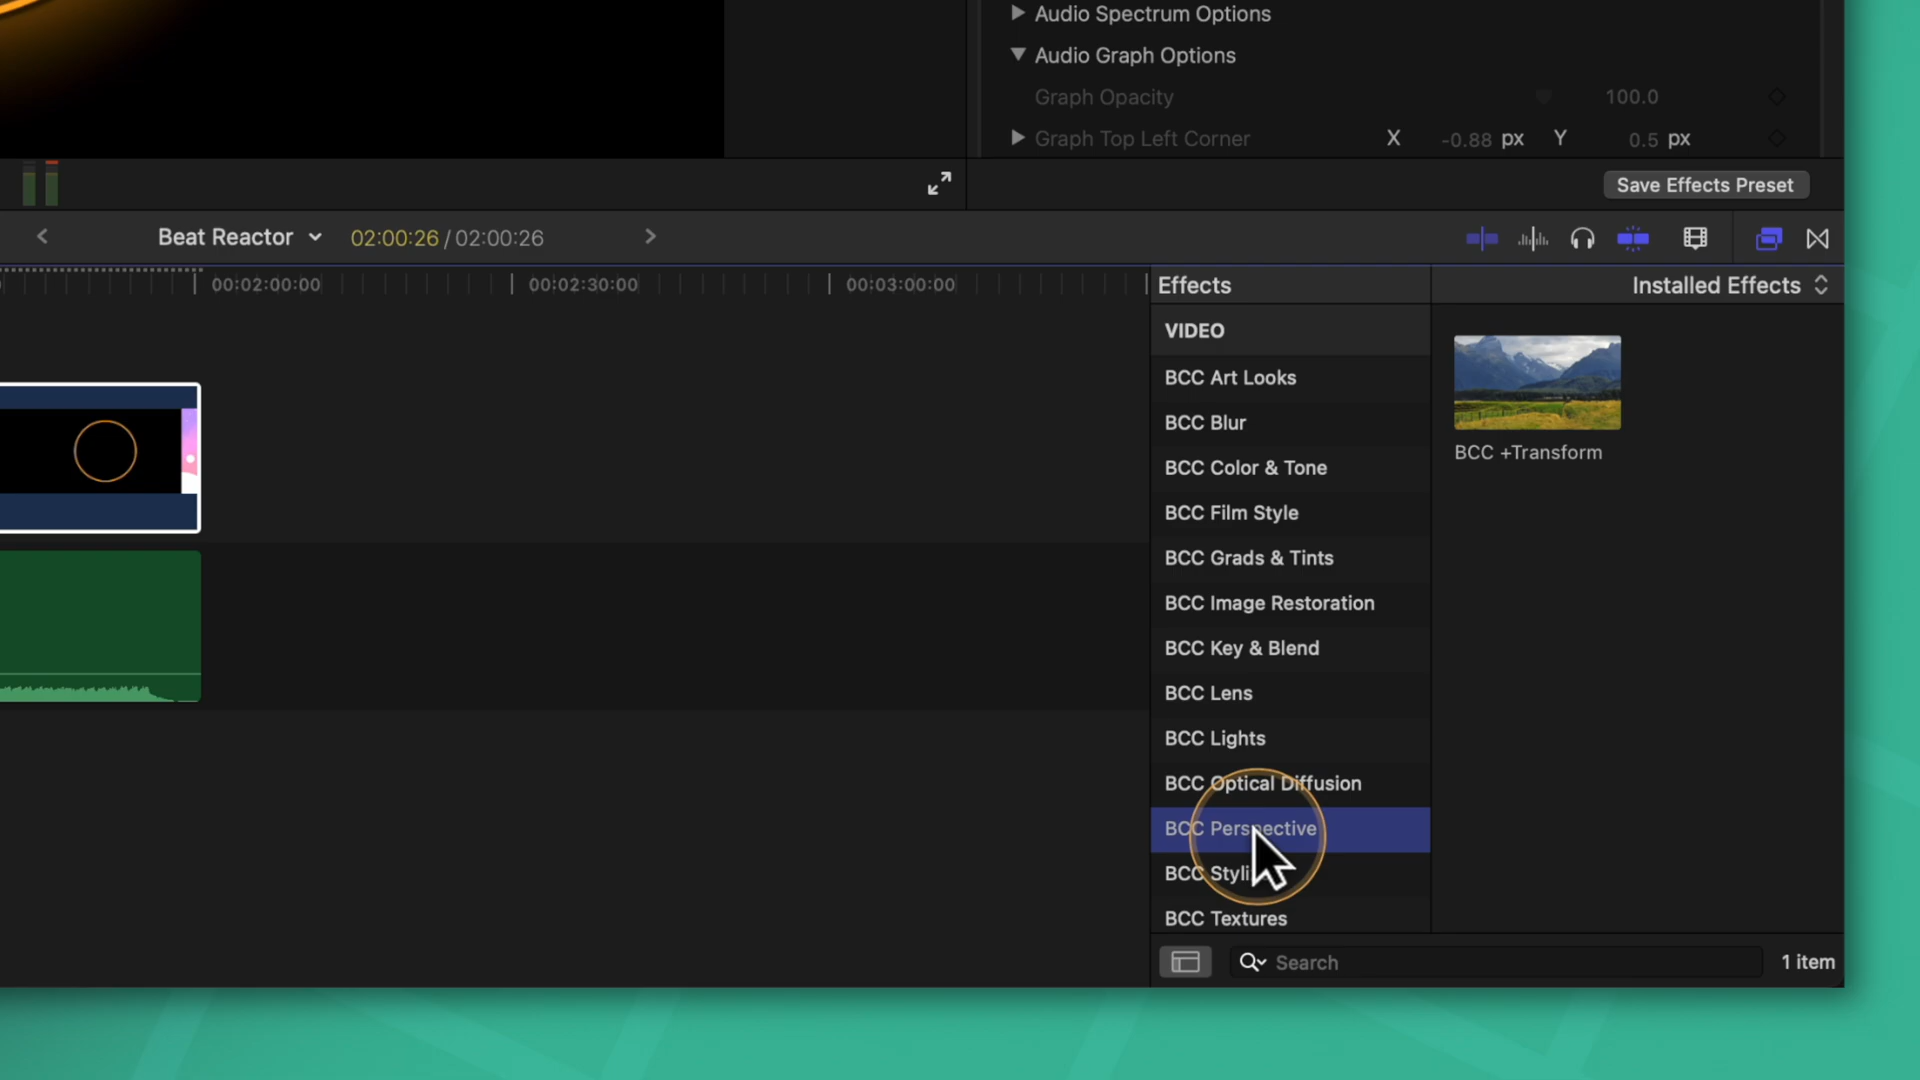 Audio Spectrum Options
Audio Graph Options
Graph Opacity 100.0
Graph Top Left Corner X -0.88 px Y 0.5 px
Save Effects Preset
Beat Reactor 02:00:26 / 02:00:26
00:02:00:00 00:02:30:00 00:03:00:00
Effects
Installed Effects
VIDEO
BCC Art Looks
BCC Blur
BCC Color & Tone
BCC Film Style
BCC Grads & Tints
BCC Image Restoration
BCC Key & Blend
BCC Lens
BCC Lights
BCC Optical Diffusion
BCC Perspective
BCC
BCC Textures
BCC +Transform
Search
1 item